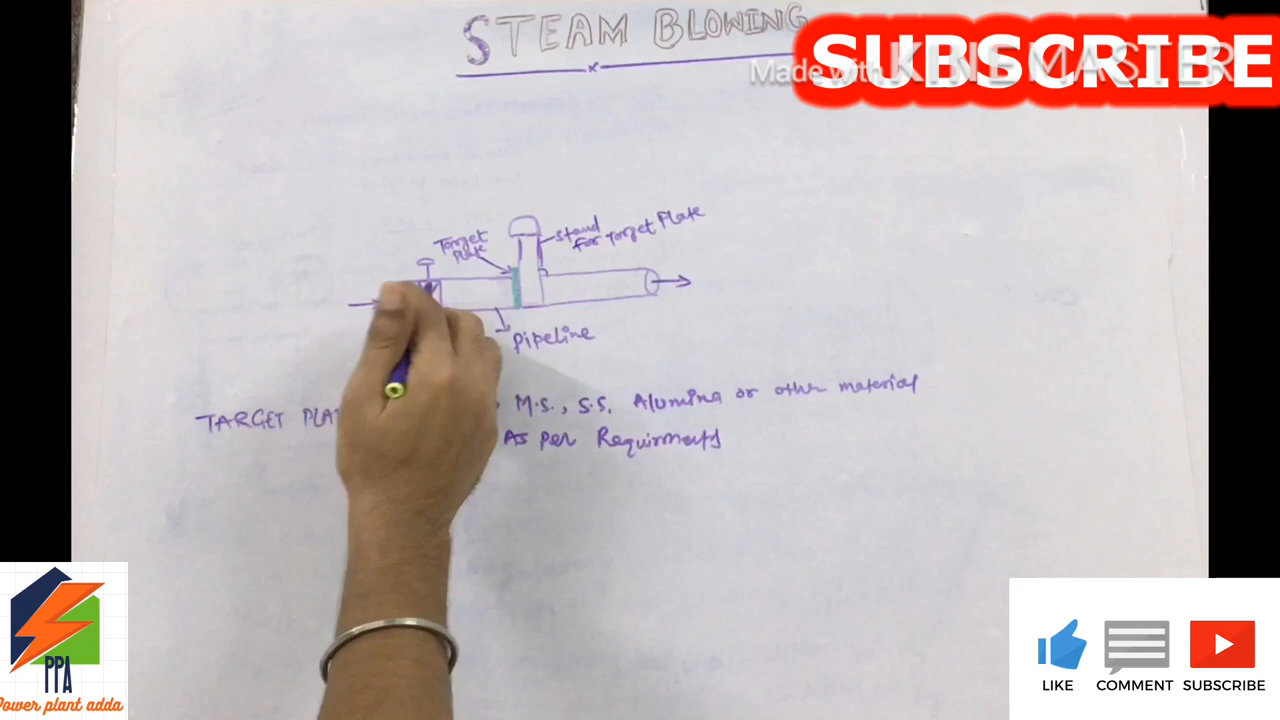 STEAM BLOWING
SUBSCRIBE
Made with KINEMASTER
Target
Plate
Stand
For Target Plate
Pipeline
TARGET PLAT
M.S., S.S. Alumina or other material
As per Requirments
PPA
Power plant adda
LIKE
COMMENT
SUBSCRIBE